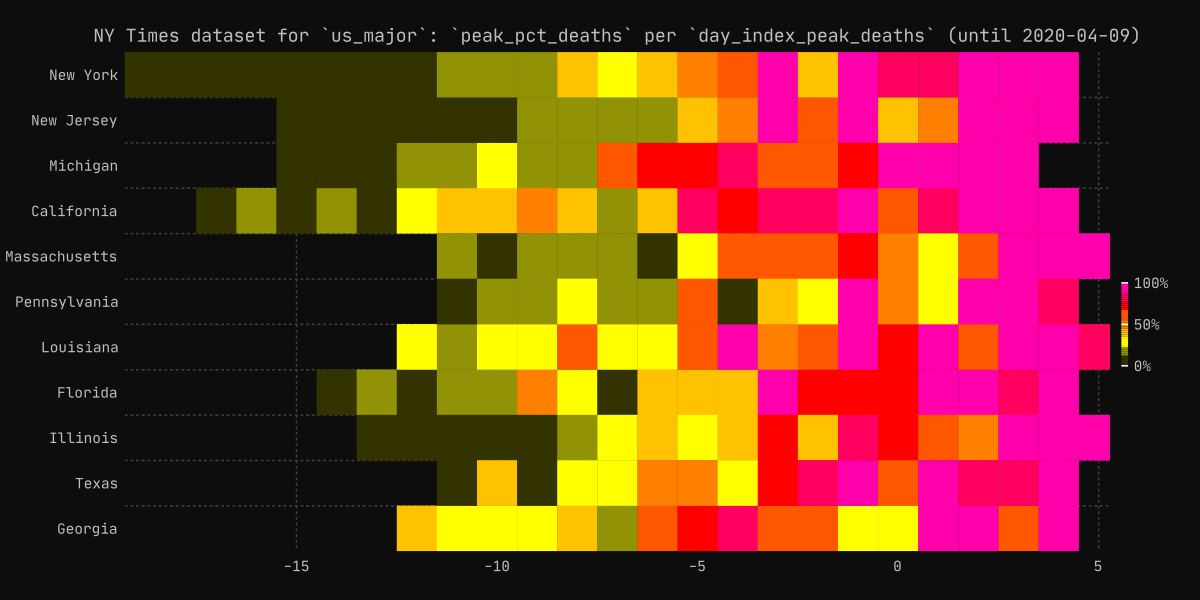 NY Times dataset for `us_major`: `peak_pct_deaths` per `day_index_peak_deaths` (until 2020-04-09)
New York
New Jersey
Michigan
California
Massachusetts
Pennsylvania
Louisiana
Florida
Illinois
Texas
Georgia
100%
50%
0%
-15 -10 -5 0 5